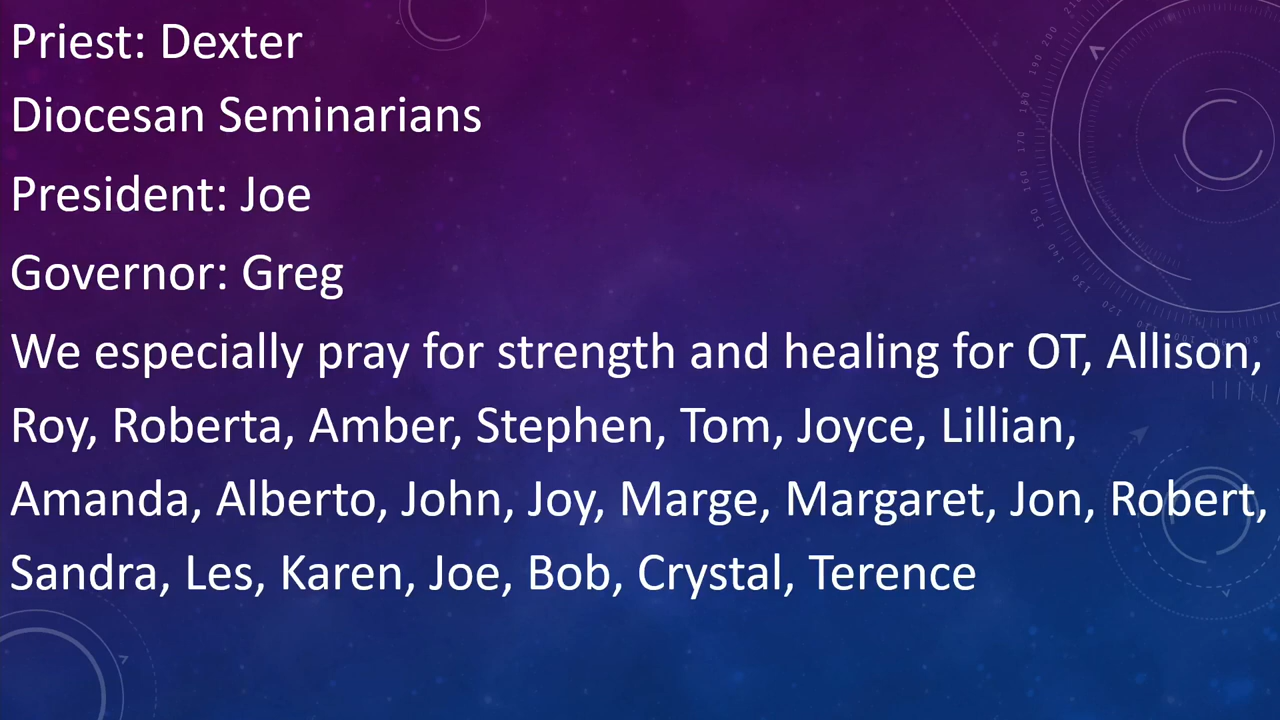 Priest: Dexter
Diocesan Seminarians
President: Joe
Governor: Greg
We especially pray for strength and healing for OT, Allison,
Roy, Roberta, Amber, Stephen, Tom, Joyce, Lillian,
Amanda, Alberto, John, Joy, Marge, Margaret, Jon, Robert,
Sandra, Les, Karen, Joe, Bob, Crystal, Terence